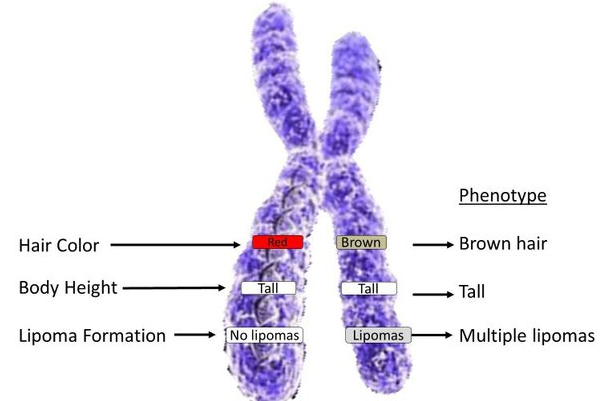 Phenotype
Hair Color Red Brown Brown hair
Body Height Tall Tall Tall
Lipoma Formation No lipomas Lipomas Multiple lipomas